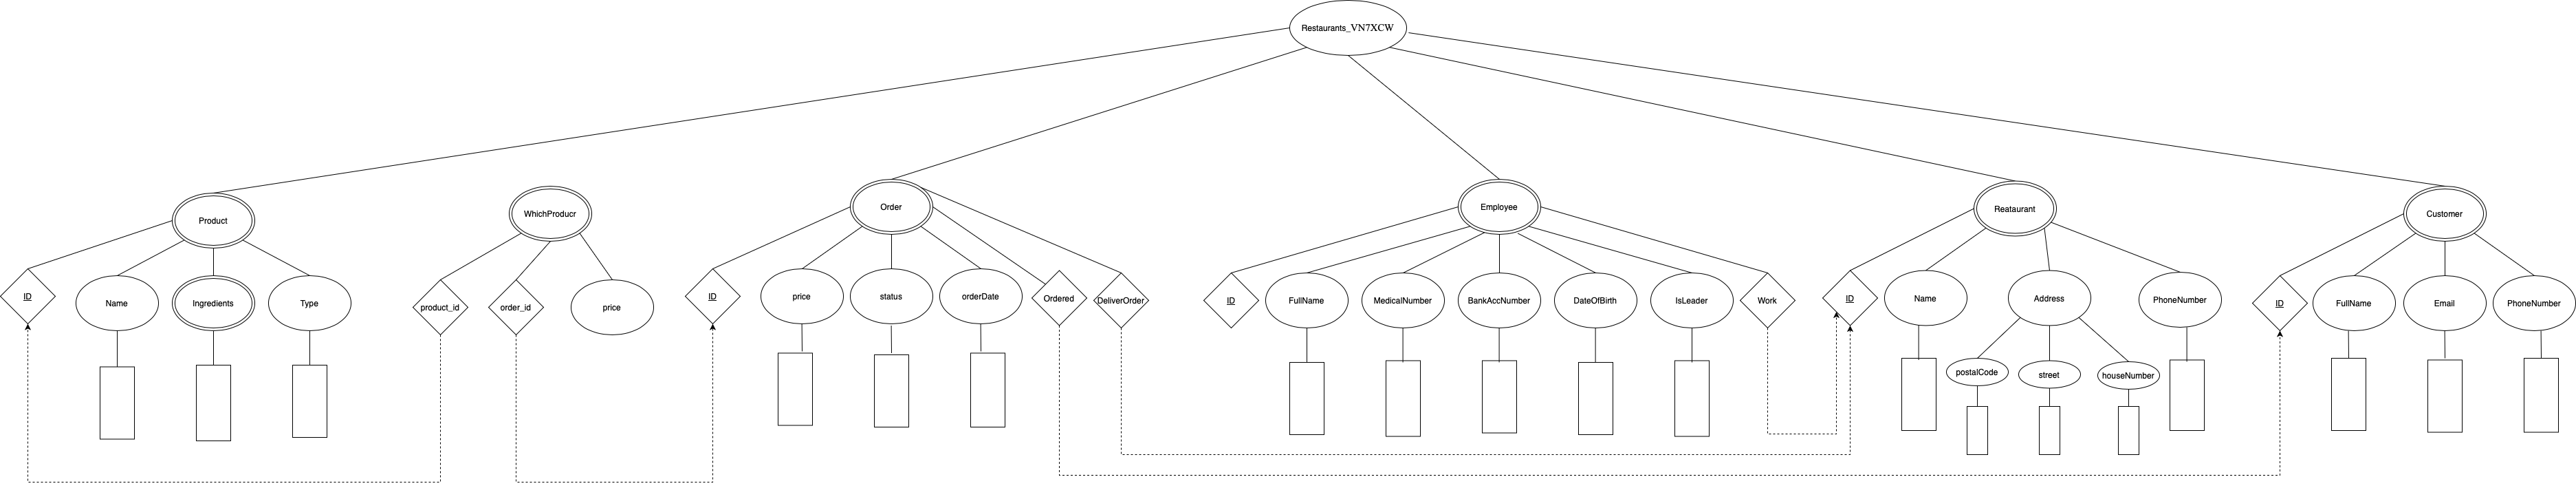 Restaurants_VN7XCW
Product
WhichProducr
Order
Employee
Reataurant
Customer
ID
Name
Ingredients
Type
product_id
order_id
price
ID
price
status
orderDate
Ordered
DeliverOrder
ID
FullName
MedicalNumber
BankAccNumber
DateOfBirth
IsLeader
Work
ID
Name
Address
PhoneNumber
ID
FullName
Email
PhoneNumber
postalCode
street
houseNumber